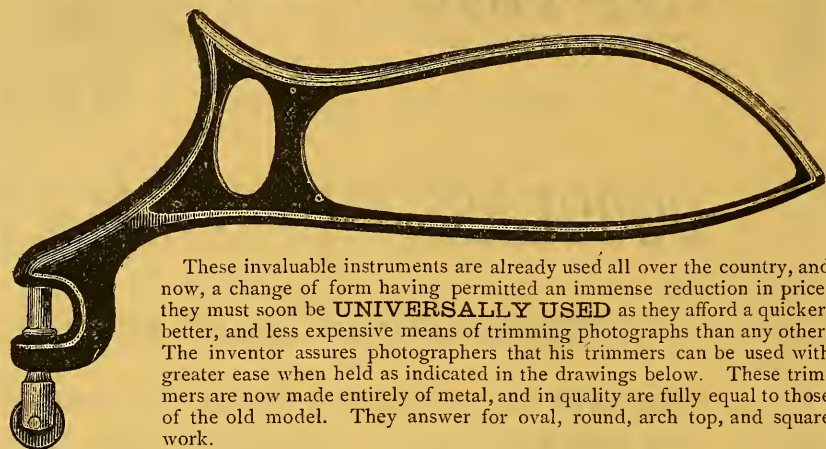 These invaluable instruments are already used all over the country, and
now, a change of form having permitted an immense reduction in price
they must soon be UNIVERSALLY USED as they afford a quicker
better, and less expensive means of trimming photographs than any other
The inventor assures photographers that his trimmers can be used with
greater ease when held as indicated in the drawings below. These trim
mers are now made entirely of metal, and in quality are fully equal to those
of the old model. They answer for oval, round, arch top, and square
work.